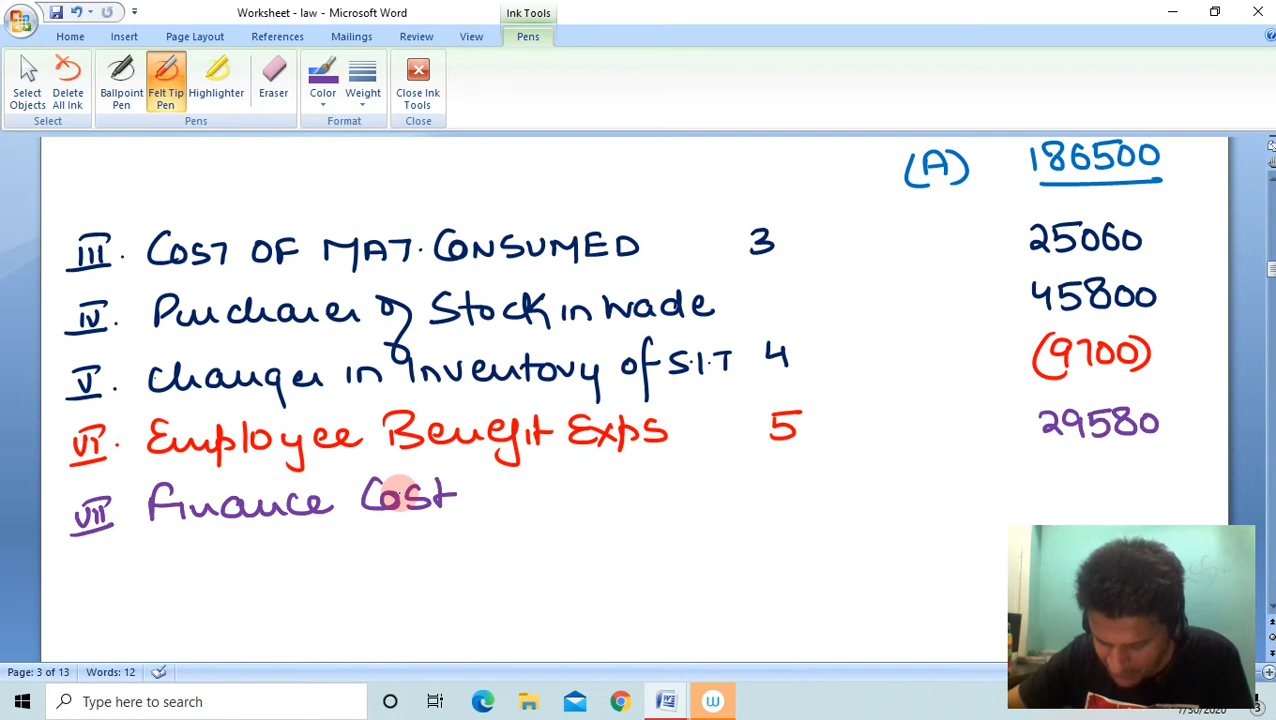 Worksheet - law - Microsoft Word
Ink Tools
Home Insert Page Layout References Mailings Review View Pens
Select Objects Delete All Ink Ballpoint Pen Felt Tip Pen Highlighter Eraser Color Weight Close Ink Tools
Select Pens Format Close
(A) 186500
III. COST OF MAT. CONSUMED 3 25060
IV. Purchases of Stock in trade 45800
V. Changes in Inventory of S.I.T 4 (9700)
VI. Employee Benefit Exps 5 29580
VII Finance Cost
Page: 3 of 13 Words: 12
Type here to search
7/30/2020